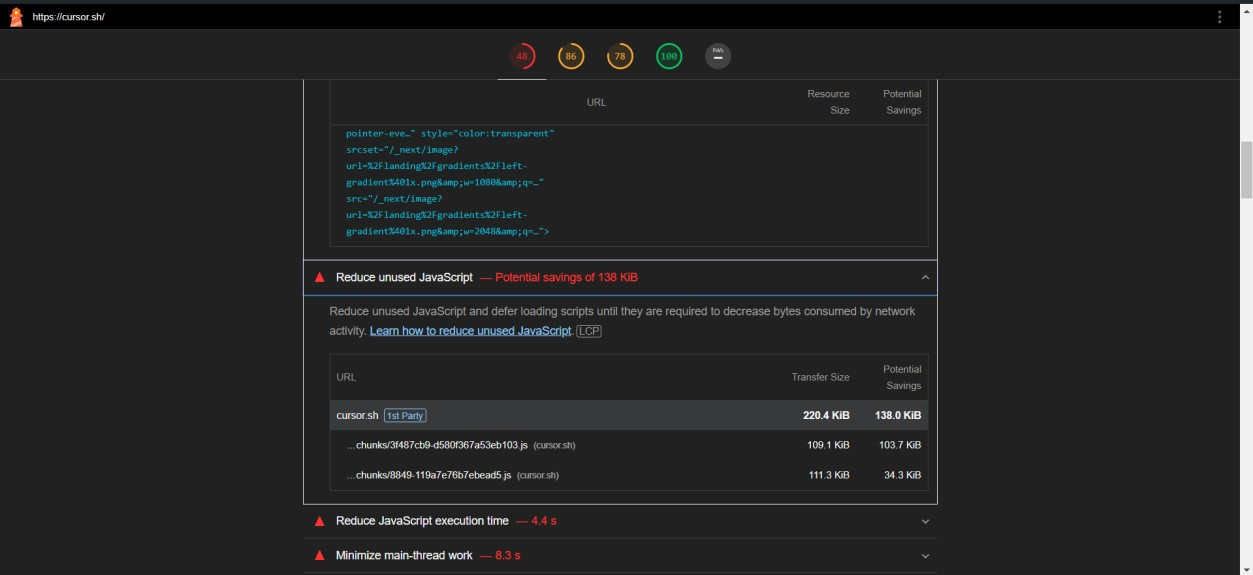 https://cursor.sh/
48 86 78 100 PWA
URL Resource Size Potential Savings
pointer-eve…" style="color:transparent"
srcset="/_next/image?
url=%2Flanding%2Fgradients%2Fleft-
gradient%401x.png&amp;w=1080&amp;q=…"
src="/_next/image?
url=%2Flanding%2Fgradients%2Fleft-
gradient%401x.png&amp;w=2048&amp;q=…">
Reduce unused JavaScript — Potential savings of 138 KiB
Reduce unused JavaScript and defer loading scripts until they are required to decrease bytes consumed by network
activity. Learn how to reduce unused JavaScript. LCP
URL Transfer Size Potential Savings
cursor.sh 1st Party 220.4 KiB 138.0 KiB
…chunks/3f487cb9-d580f367a53eb103.js (cursor.sh) 109.1 KiB 103.7 KiB
…chunks/8849-119a7e76b7ebead5.js (cursor.sh) 111.3 KiB 34.3 KiB
Reduce JavaScript execution time — 4.4 s
Minimize main-thread work — 8.3 s